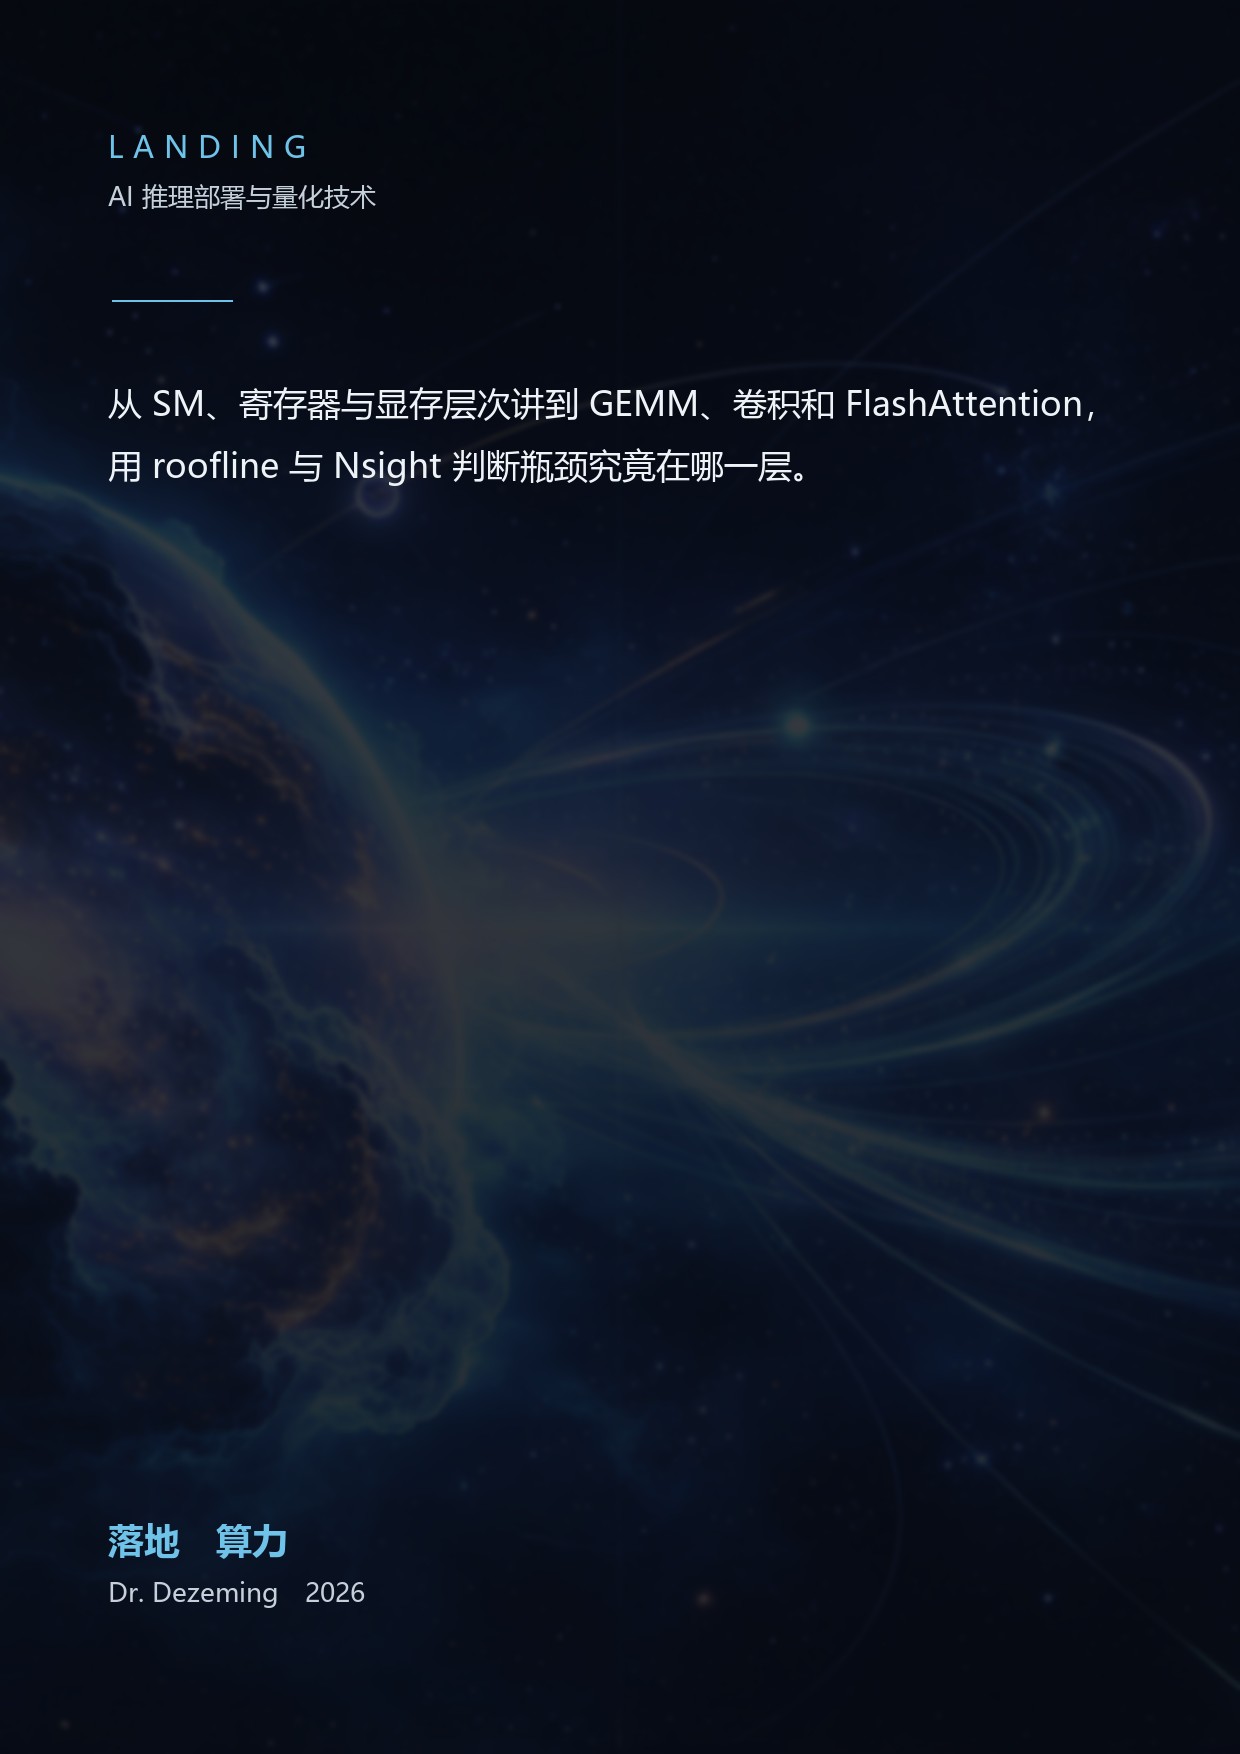 LANDING
AI 推理部署与量化技术
从 SM、寄存器与显存层次讲到 GEMM、卷积和 FlashAttention,
用 roofline 与 Nsight 判断瓶颈究竟在哪一层。
落地　算力
Dr. Dezeming　2026